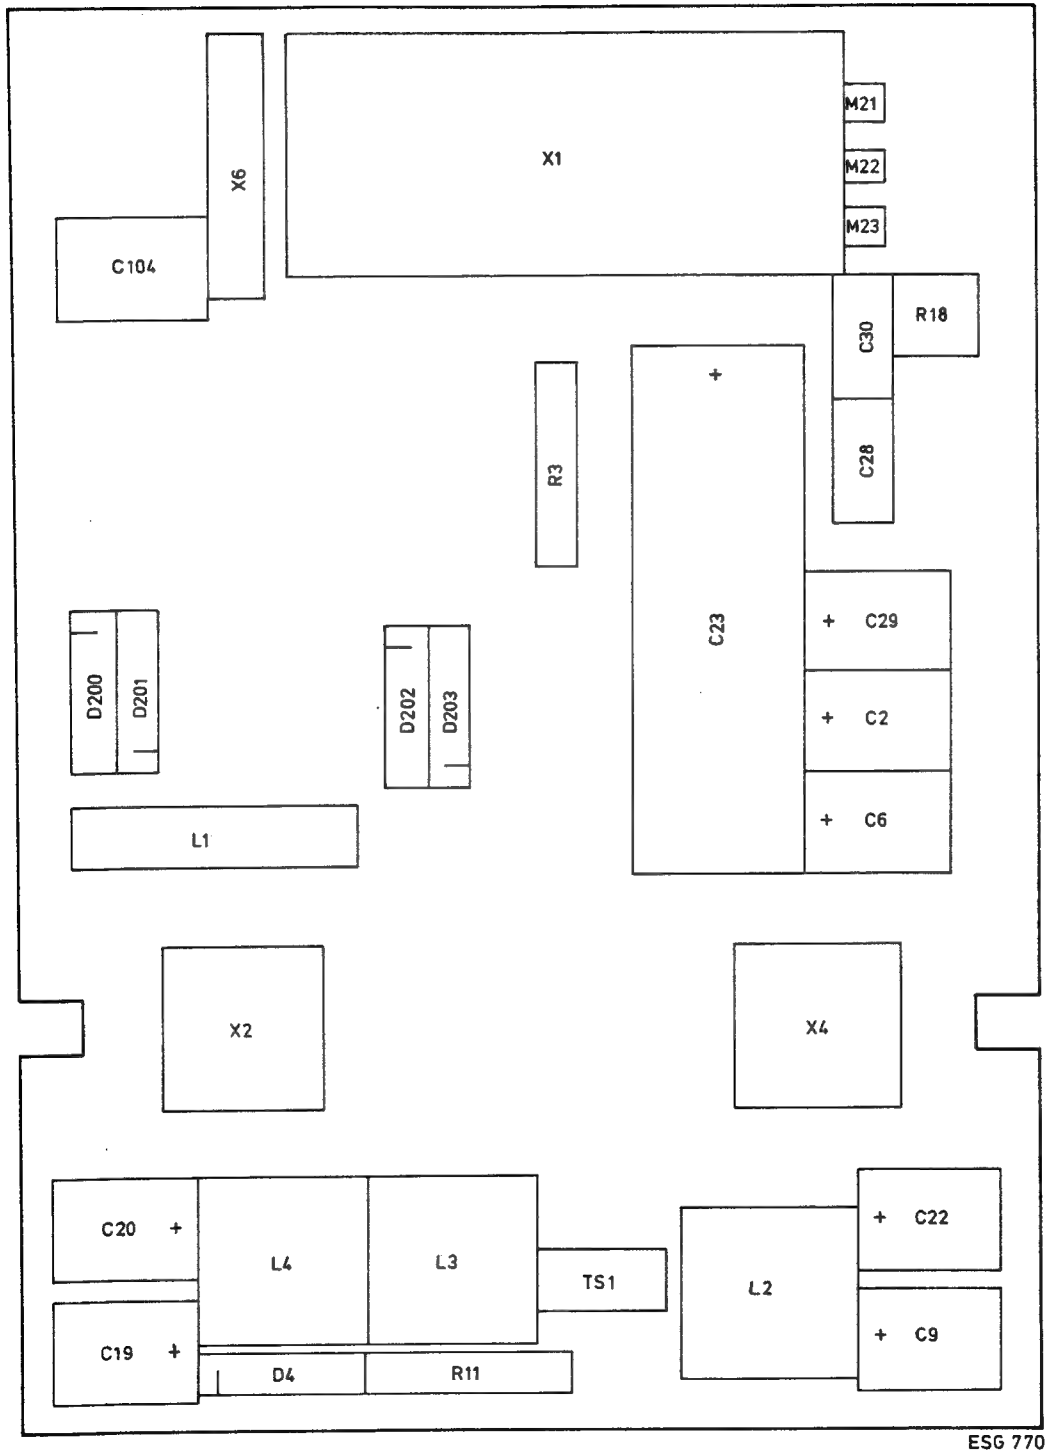 M21
X1
M22
X6
M23
C104
R18
C30
+
C28
R3
+ C29
C23
D200
D201
D202
D203
+ C2
+ C6
L1
X2
X4
C20 +
+ C22
L4
L3
TS1
L2
C19 +
+ C9
D4
R11
ESG 770